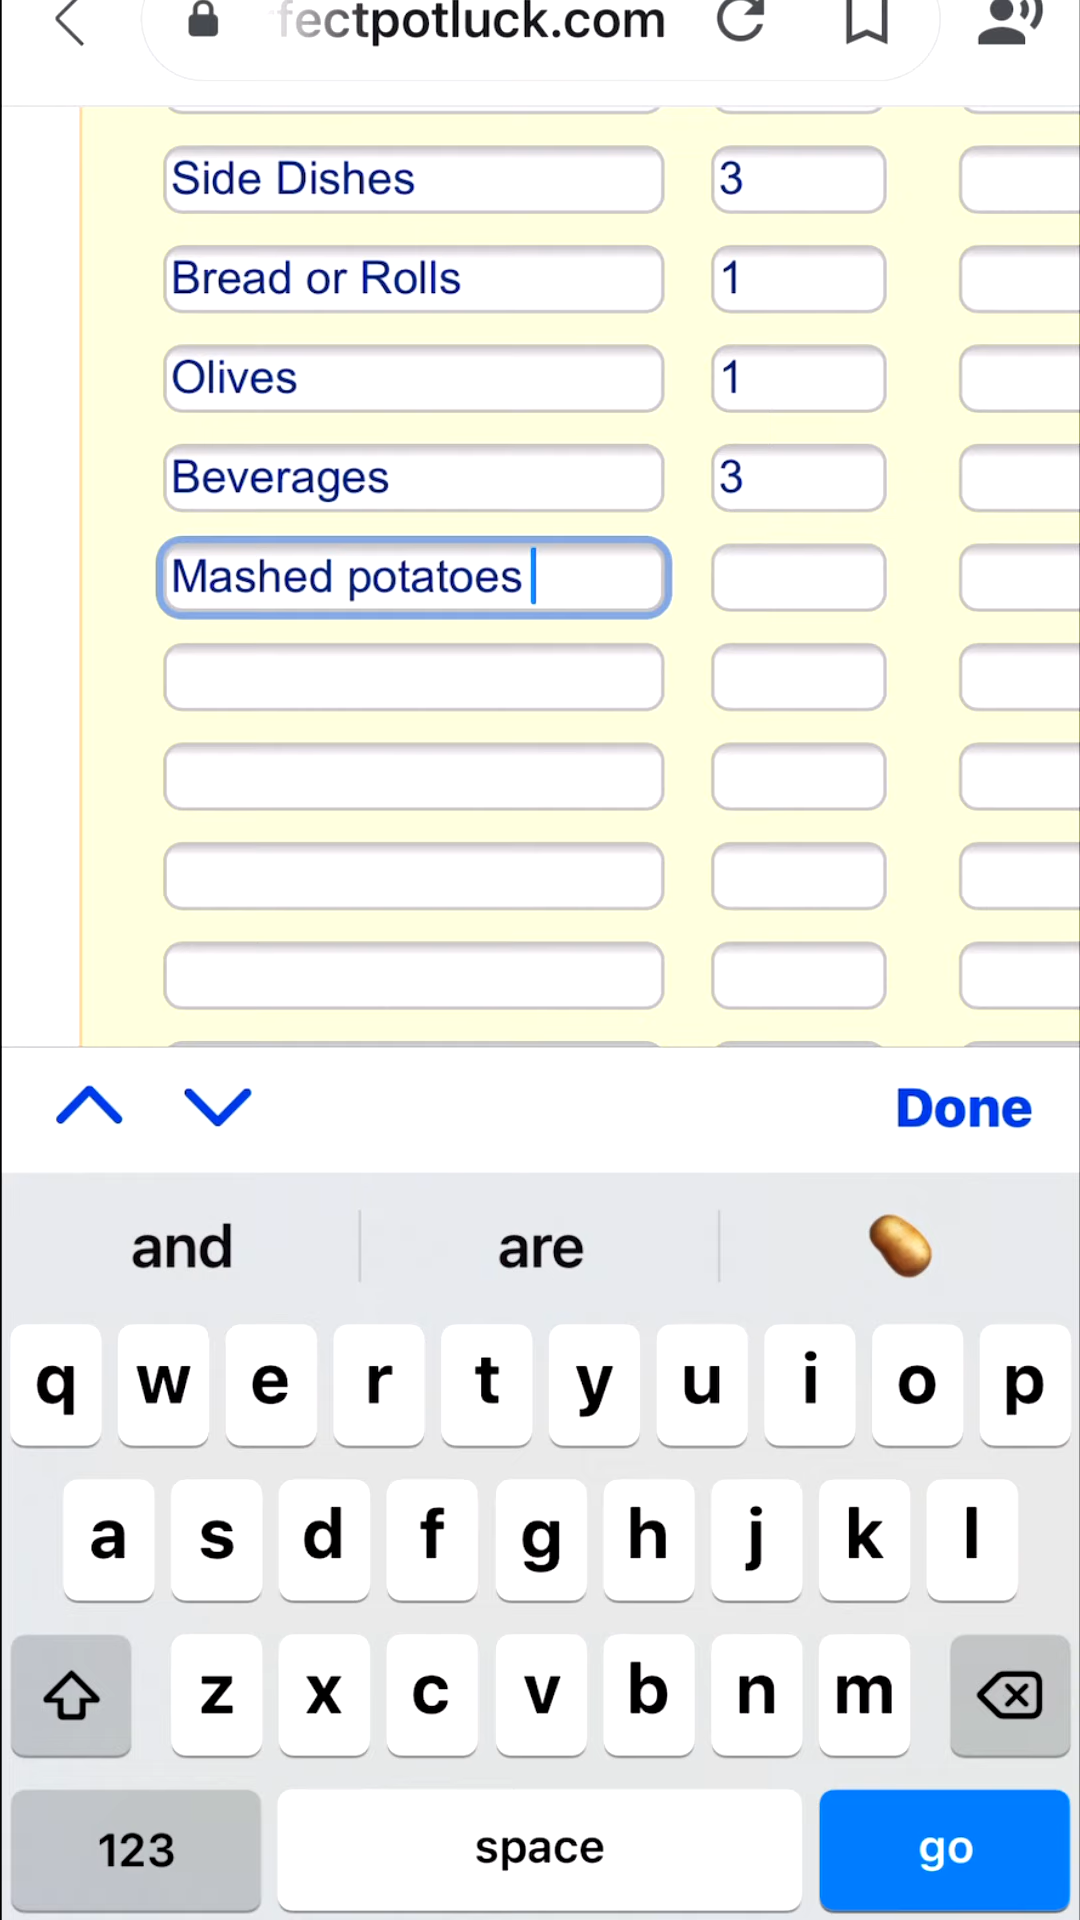 fectpotluck.com
Side Dishes 3
Bread or Rolls 1
Olives 1
Beverages 3
Mashed potatoes
Done
and are
q w e r t y u i o p
a s d f g h j k l
z x c v b n m
123 space go